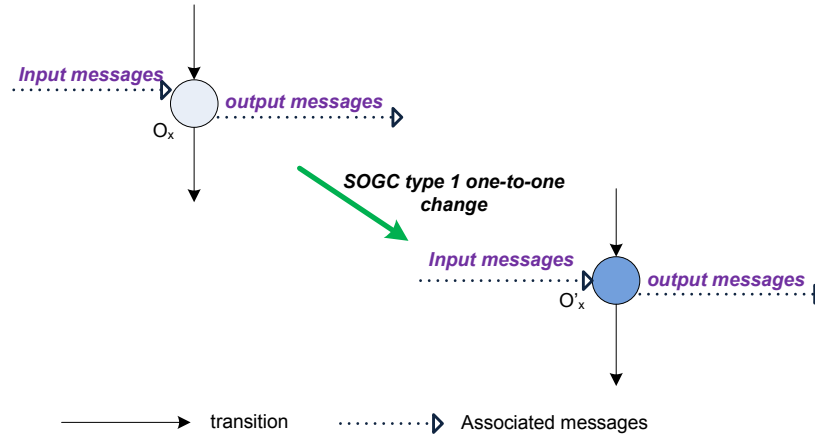 Input messages
output messages
Oₓ
SOGC type 1 one-to-one
change
Input messages
output messages
O'ₓ
transition
Associated messages